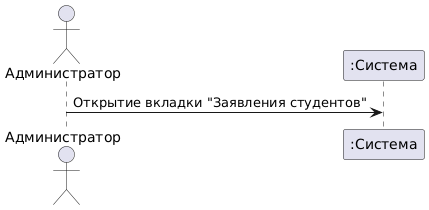 Администратор
:Система
Открытие вкладки "Заявления студентов"
Администратор
:Система